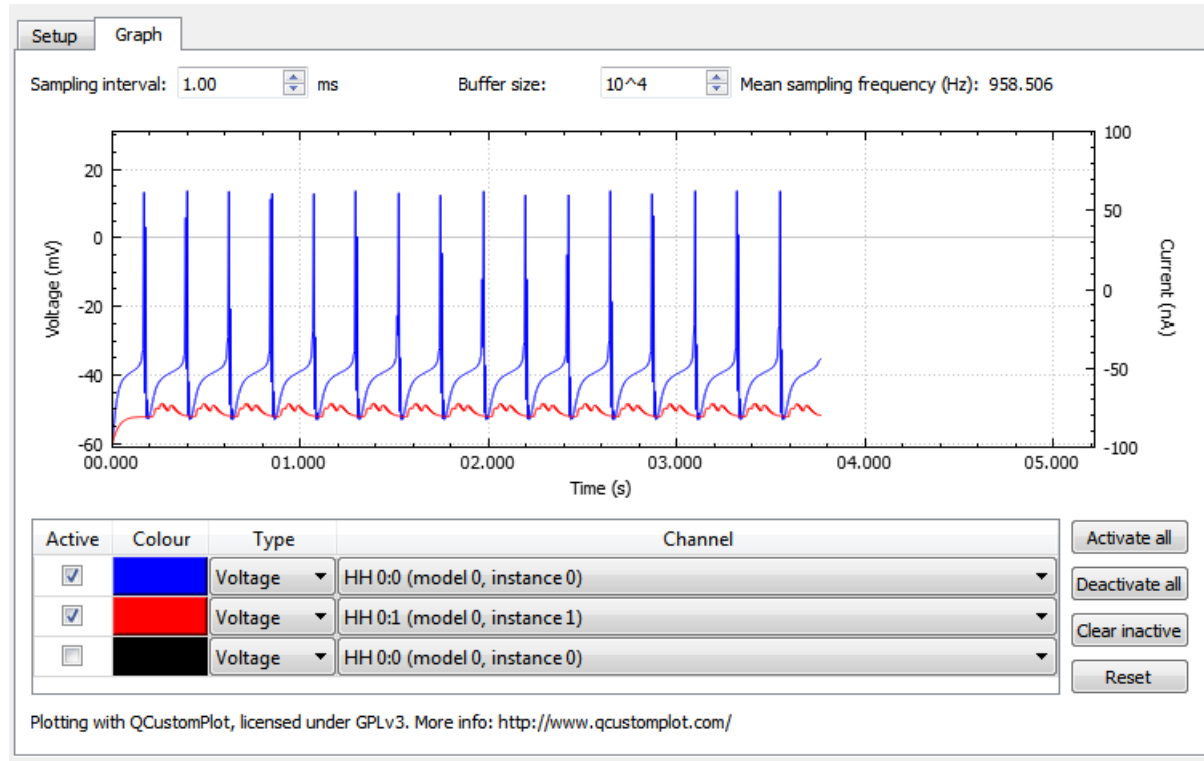 Setup Graph
Sampling interval: 1.00 ms Buffer size: 10^4 Mean sampling frequency (Hz): 958.506
100
20
50
0
0
-20
-40
-50
-60
-100
Voltage (mV)
Current (nA)
00.000 01.000 02.000 03.000 04.000 05.000
Time (s)
Active Colour Type Channel
Voltage HH 0:0 (model 0, instance 0)
Voltage HH 0:1 (model 0, instance 1)
Voltage HH 0:0 (model 0, instance 0)
Activate all
Deactivate all
Clear inactive
Reset
Plotting with QCustomPlot, licensed under GPLv3. More info: http://www.qcustomplot.com/